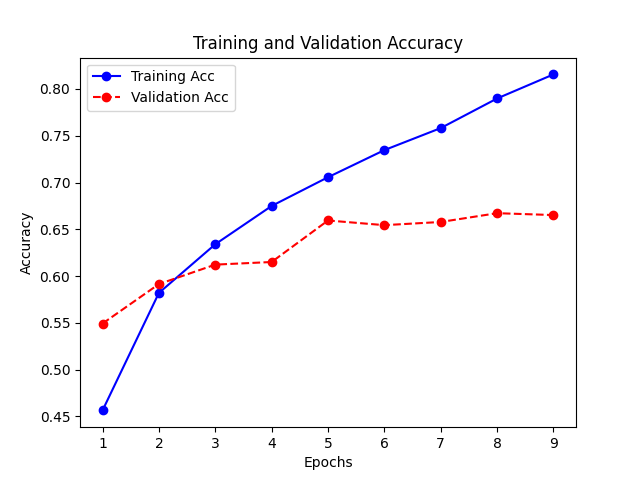 Training and Validation Accuracy
Training Acc
Validation Acc
Accuracy
0.80
0.75
0.70
0.65
0.60
0.55
0.50
0.45
1 2 3 4 5 6 7 8 9
Epochs